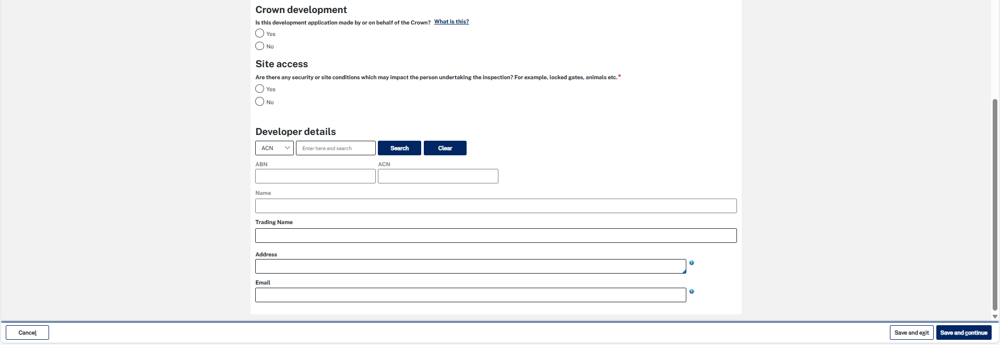 Crown development
Is this development application made by or on behalf of the Crown? What is this?
Yes
No
Site access
Are there any security or site conditions which may impact the person undertaking the inspection? For example, locked gates, animals etc.*
Yes
No
Developer details
ACN Enter here and search Search Clear
ABN ACN
Name
Trading Name
Address
Email
Cancel Save and exit Save and continue